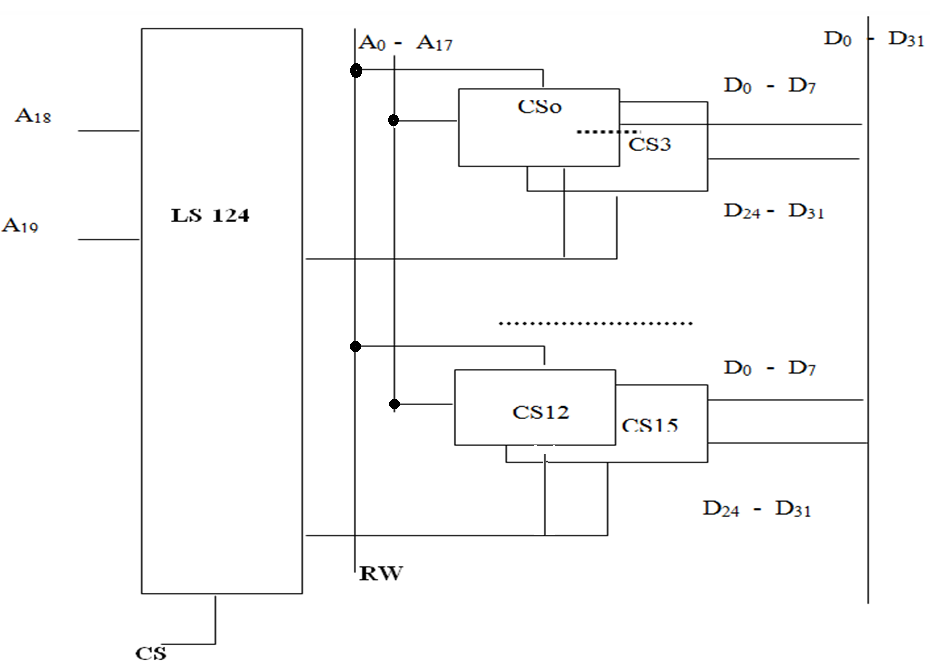 A₀ - A₁₇
D₀ - D₃₁
D₀ - D₇
CSo
A₁₈
CS3
LS 124
D₂₄ - D₃₁
A₁₉
D₀ - D₇
CS12
CS15
D₂₄ - D₃₁
RW
CS